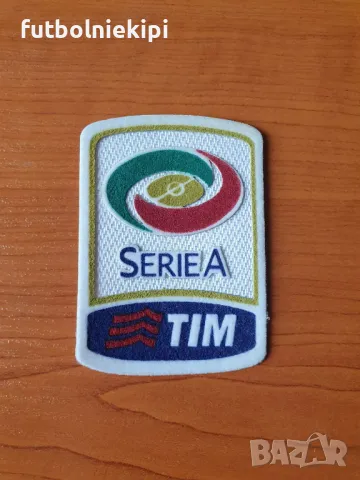 futbolniekipi
SERIE A
TIM
BAZAR